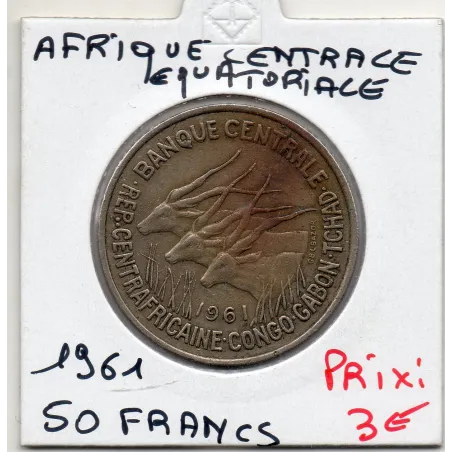 AFRIQUE CENTRALE
EQUATORIALE
BANQUE CENTRALE
REP. CENTRAFRICAINE · CONGO · GABON · TCHAD
1961
1961
PRIX:
50 FRANCS
3€